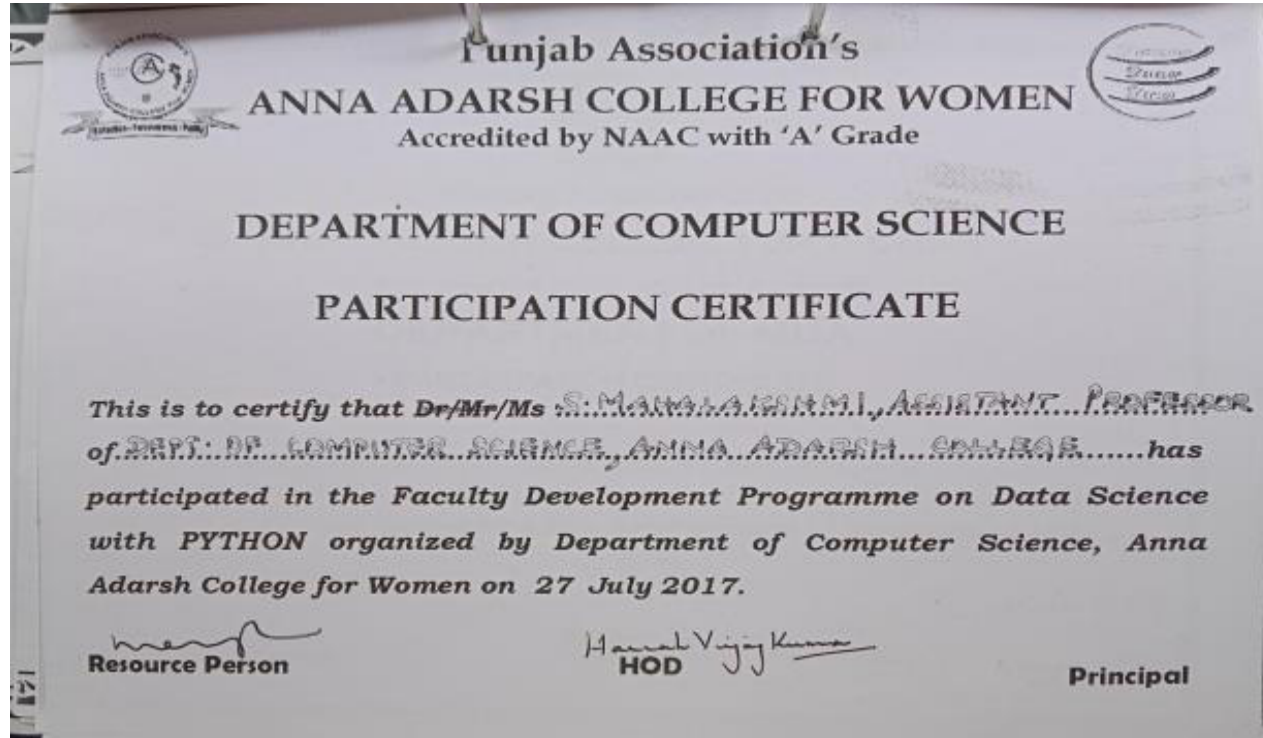 Punjab Association's
ANNA ADARSH COLLEGE FOR WOMEN
Accredited by NAAC with 'A' Grade
DEPARTMENT OF COMPUTER SCIENCE
PARTICIPATION CERTIFICATE
This is to certify that Dr/Mr/Ms S. MAHALAKSHMI, ASSISTANT PROFESSOR
of DEPT. OF COMPUTER SCIENCE, ANNA ADARSH COLLEGE has
participated in the Faculty Development Programme on Data Science
with PYTHON organized by Department of Computer Science, Anna
Adarsh College for Women on 27 July 2017.
Vijay Kumar
Resource Person HOD Principal